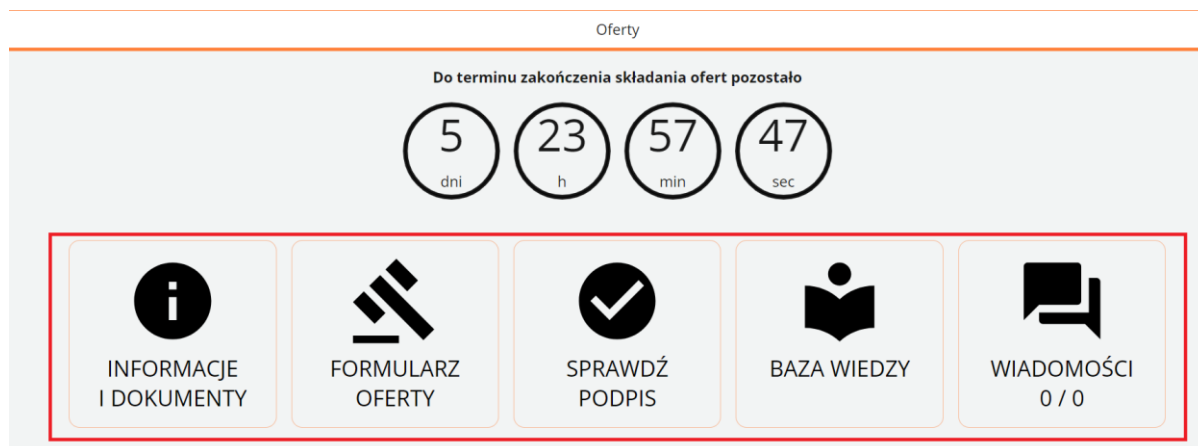 Oferty
Do terminu zakończenia składania ofert pozostało
5 23 57 47
dni h min sec
INFORMACJE FORMULARZ SPRAWDŹ BAZA WIEDZY WIADOMOŚCI
I DOKUMENTY OFERTY PODPIS 0 / 0